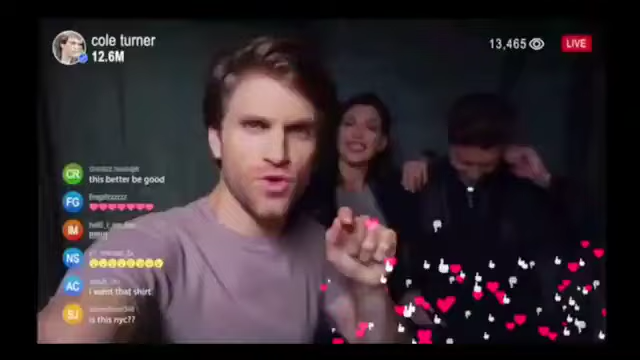 cole turner
12.6M
13,465
LIVE
CR
this better be good
FG
IM
NS
AC
i want that shirt
SJ
is this nyc??